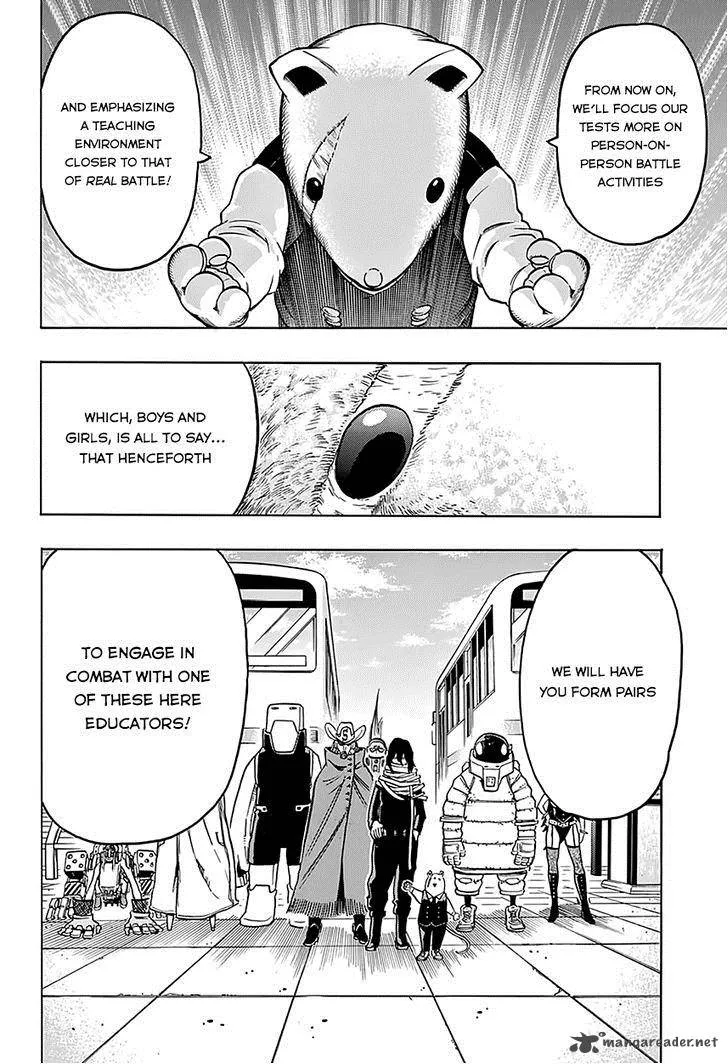 FROM NOW ON,
WE'LL FOCUS OUR
TESTS MORE ON
PERSON-ON-
PERSON BATTLE
ACTIVITIES
AND EMPHASIZING
A TEACHING
ENVIRONMENT
CLOSER TO THAT
OF REAL BATTLE!
WHICH, BOYS AND
GIRLS, IS ALL TO SAY...
THAT HENCEFORTH
WE WILL HAVE
YOU FORM PAIRS
TO ENGAGE IN
COMBAT WITH ONE
OF THESE HERE
EDUCATORS!
S
mangareader.net